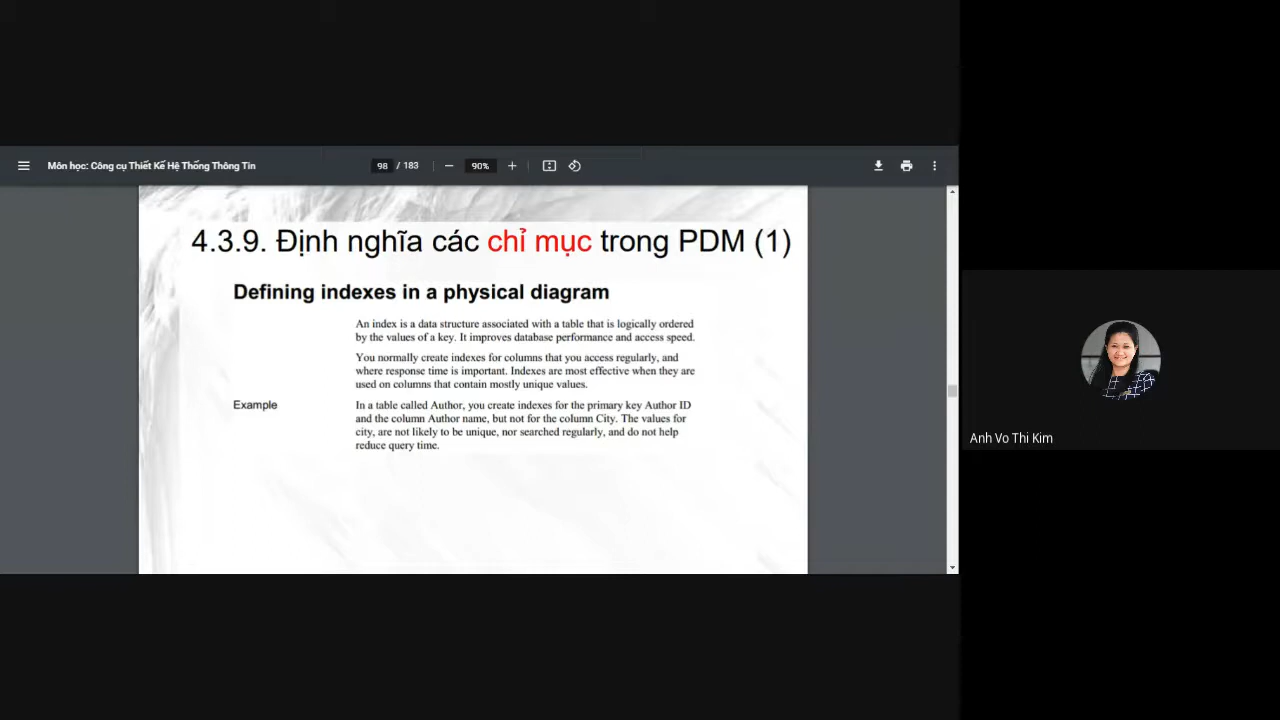 Môn học: Công cụ Thiết Kế Hệ Thống Thông Tin
98 / 183
90%
4.3.9. Định nghĩa các chỉ mục trong PDM (1)
Defining indexes in a physical diagram
An index is a data structure associated with a table that is logically ordered
by the values of a key. It improves database performance and access speed.
You normally create indexes for columns that you access regularly, and
where response time is important. Indexes are most effective when they are
used on columns that contain mostly unique values.
Example
In a table called Author, you create indexes for the primary key Author ID
and the column Author name, but not for the column City. The values for
city, are not likely to be unique, nor searched regularly, and do not help
reduce query time.
Anh Vo Thi Kim